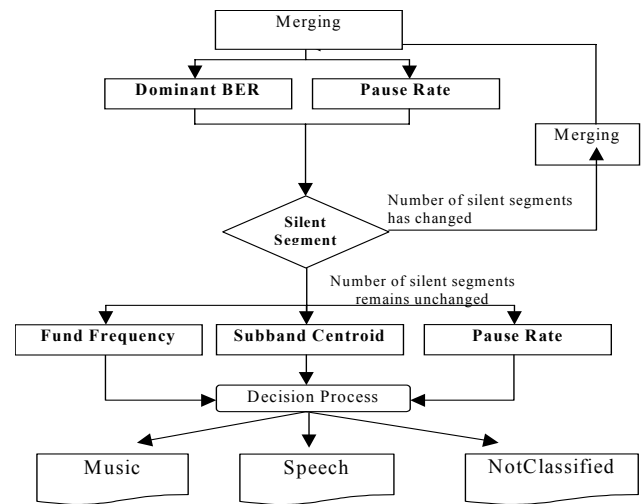 Merging
Dominant BER
Pause Rate
Merging
Number of silent segments
has changed
Silent
Segment
Number of silent segments
remains unchanged
Fund Frequency
Subband Centroid
Pause Rate
Decision Process
Music
Speech
NotClassified